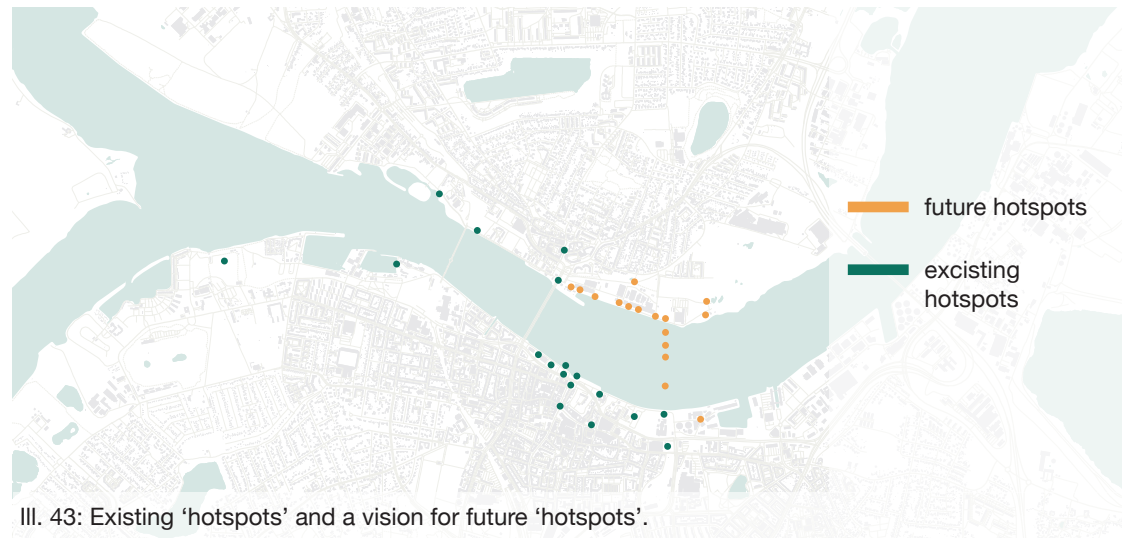 future hotspots
excisting
hotspots
Ill. 43: Existing ‘hotspots’ and a vision for future ‘hotspots’.